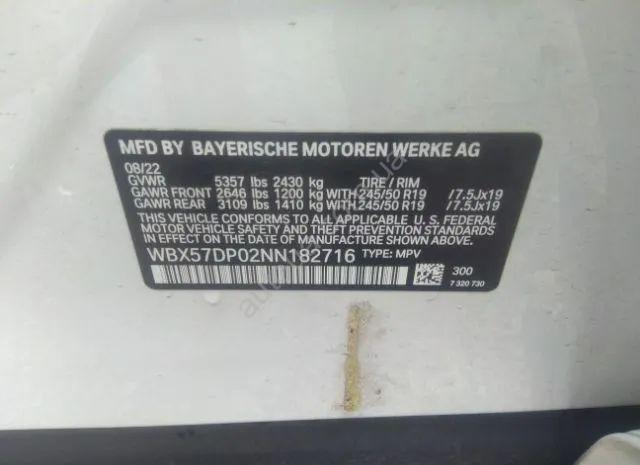 MFD BY BAYERISCHE MOTOREN WERKE AG
08/22
GVWR 5357 lbs 2430 kg TIRE / RIM
GAWR FRONT 2646 lbs 1200 kg WITH 245/50 R19 /7.5Jx19
GAWR REAR 3109 lbs 1410 kg WITH 245/50 R19 /7.5Jx19
THIS VEHICLE CONFORMS TO ALL APPLICABLE U. S. FEDERAL
MOTOR VEHICLE SAFETY, BUMPER, AND THEFT PREVENTION
STANDARDS IN EFFECT ON THE DATE OF MANUFACTURE SHOWN ABOVE.
WBX57DP02NN182716 TYPE: MPV
300
7 320 730